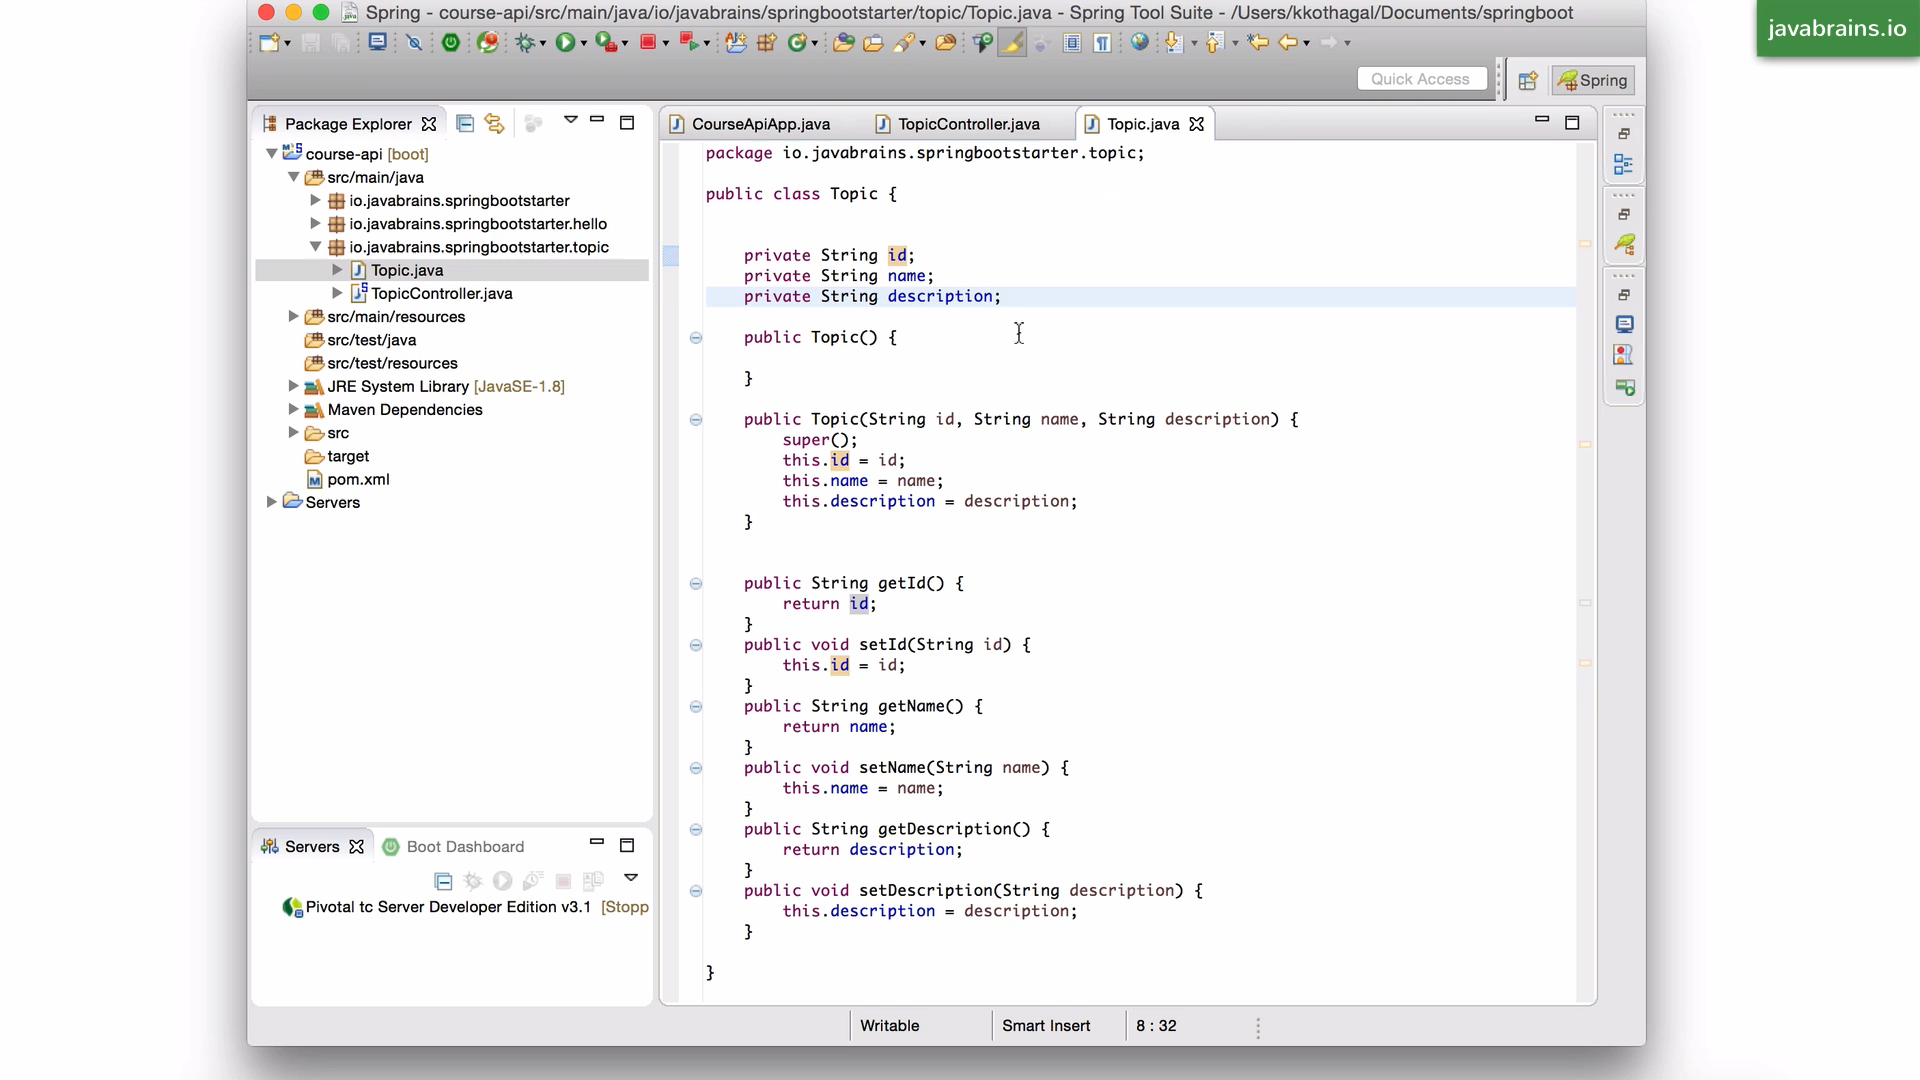 Spring - course-api/src/main/java/io/javabrains/springbootstarter/topic/Topic.java - Spring Tool Suite - /Users/kkothagal/Documents/springboot
javabrains.io
Quick Access
Spring
Package Explorer
course-api [boot]
src/main/java
io.javabrains.springbootstarter
io.javabrains.springbootstarter.hello
io.javabrains.springbootstarter.topic
Topic.java
TopicController.java
src/main/resources
src/test/java
src/test/resources
JRE System Library [JavaSE-1.8]
Maven Dependencies
src
target
pom.xml
Servers
Servers
Boot Dashboard
Pivotal tc Server Developer Edition v3.1 [Stopp
CourseApiApp.java
TopicController.java
Topic.java
package io.javabrains.springbootstarter.topic;
public class Topic {
private String id;
private String name;
private String description;
public Topic() {
}
public Topic(String id, String name, String description) {
super();
this.id = id;
this.name = name;
this.description = description;
}
public String getId() {
return id;
}
public void setId(String id) {
this.id = id;
}
public String getName() {
return name;
}
public void setName(String name) {
this.name = name;
}
public String getDescription() {
return description;
}
public void setDescription(String description) {
this.description = description;
}
}
Writable
Smart Insert
8 : 32